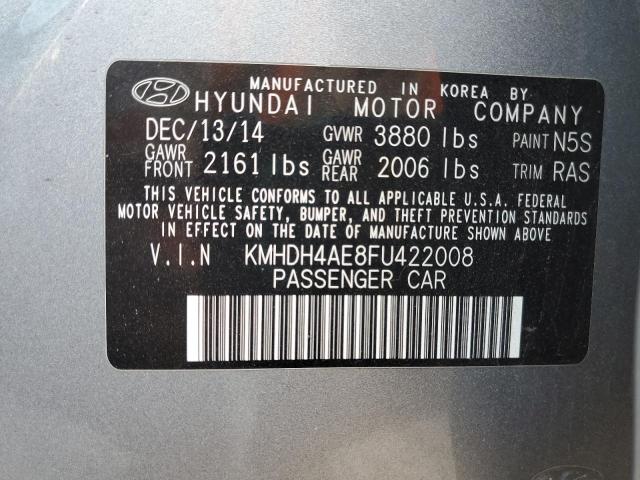 MANUFACTURED IN KOREA BY
HYUNDAI MOTOR COMPANY
DEC/13/14 GVWR 3880 lbs PAINT N5S
GAWR FRONT 2161 lbs GAWR REAR 2006 lbs TRIM RAS
THIS VEHICLE CONFORMS TO ALL APPLICABLE U.S.A. FEDERAL
MOTOR VEHICLE SAFETY, BUMPER, AND THEFT PREVENTION STANDARDS
IN EFFECT ON THE DATE OF MANUFACTURE SHOWN ABOVE.
V.I.N KMHDH4AE8FU422008
PASSENGER CAR